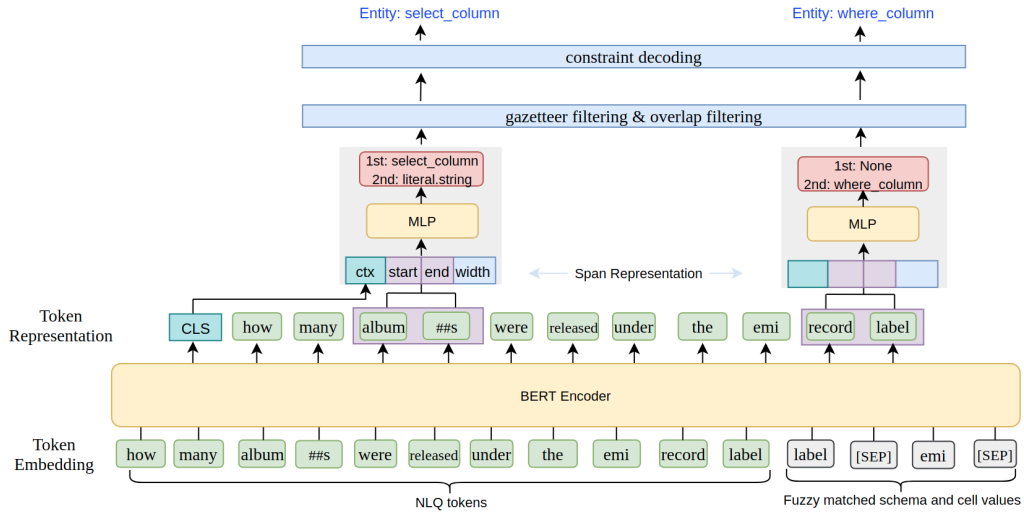 Entity: select_column
Entity: where_column
constraint decoding
gazetteer filtering & overlap filtering
1st: select_column
2nd: literal.string
1st: None
2nd: where_column
MLP
MLP
ctx start end width
Span Representation
Token
Representation
CLS how many album ##s were released under the emi record label
BERT Encoder
Token
Embedding
how many album ##s were released under the emi record label label [SEP] emi [SEP]
NLQ tokens
Fuzzy matched schema and cell values